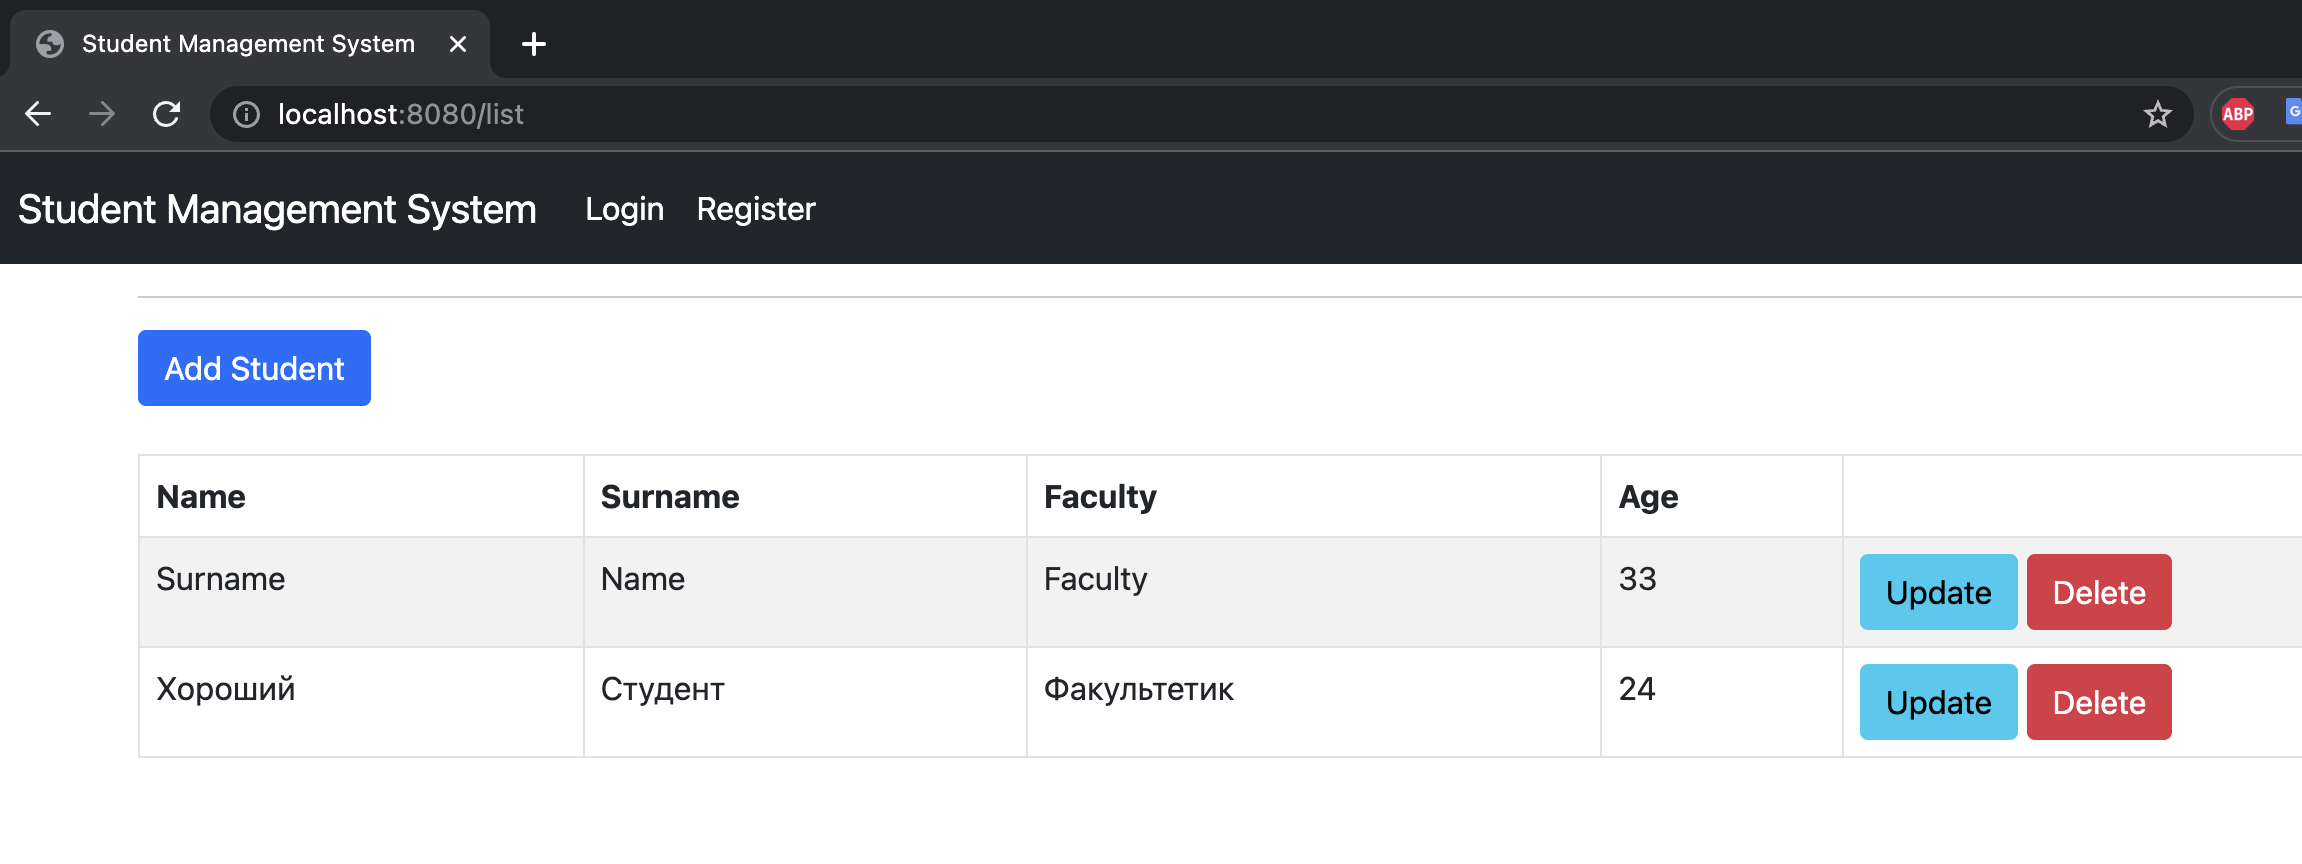 Student Management System
localhost:8080/list
ABP
G
Student Management System Login Register
Add Student
Name Surname Faculty Age
Surname Name Faculty 33 Update Delete
Хороший Студент Факультетик 24 Update Delete